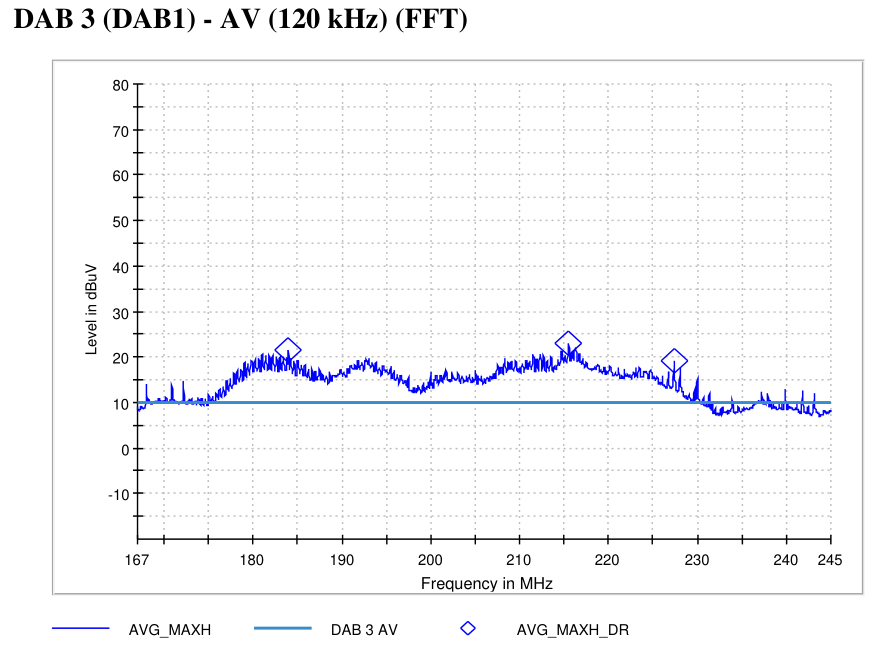 DAB 3 (DAB1) - AV (120 kHz) (FFT)
80
70
60
50
40
30
20
10
0
-10
Level in dBuV
167 180 190 200 210 220 230 240 245
Frequency in MHz
AVG_MAXH DAB 3 AV AVG_MAXH_DR